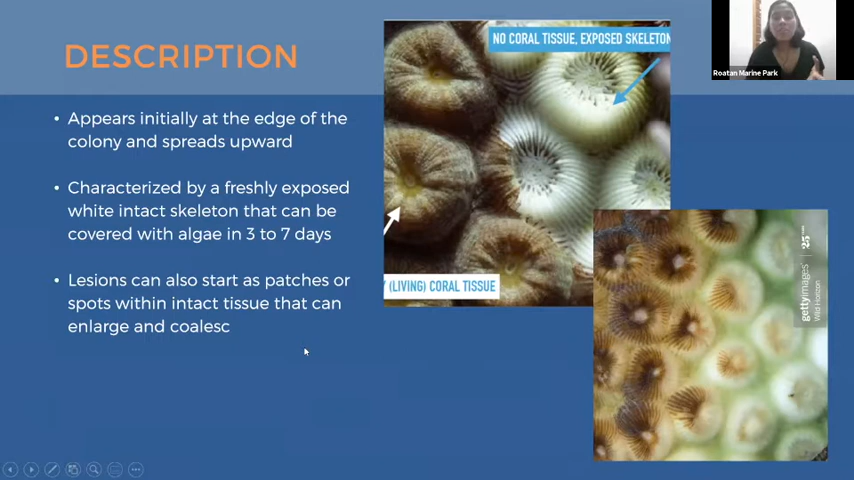 DESCRIPTION
• Appears initially at the edge of the
colony and spreads upward
• Characterized by a freshly exposed
white intact skeleton that can be
covered with algae in 3 to 7 days
• Lesions can also start as patches or
spots within intact tissue that can
enlarge and coalesc
NO CORAL TISSUE, EXPOSED SKELETON
(LIVING) CORAL TISSUE
gettyimages
Wild Horizon
25
Roatan Marine Park